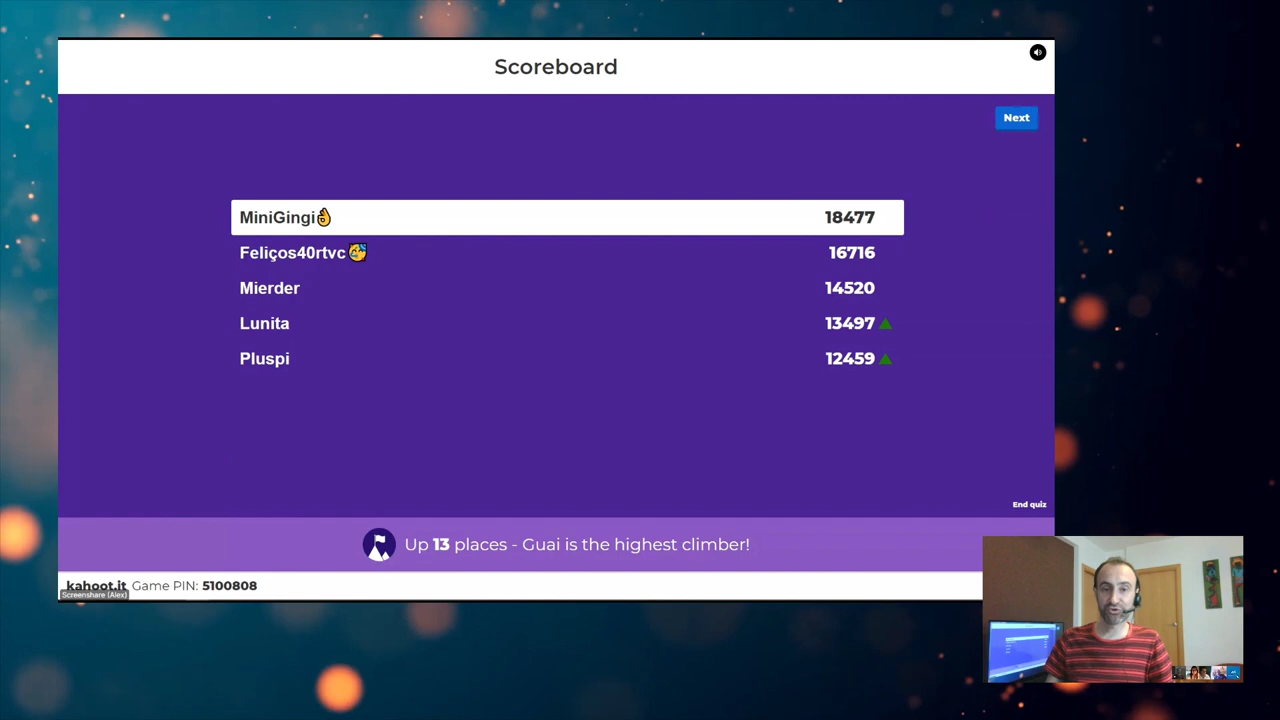 Scoreboard
Next
MiniGingi👌 18477
Feliços40rtvc🥳 16716
Mierder 14520
Lunita 13497
Pluspi 12459
End quiz
Up 13 places - Guai is the highest climber!
kahoot.it Game PIN: 5100808
Screenshare (Alex)